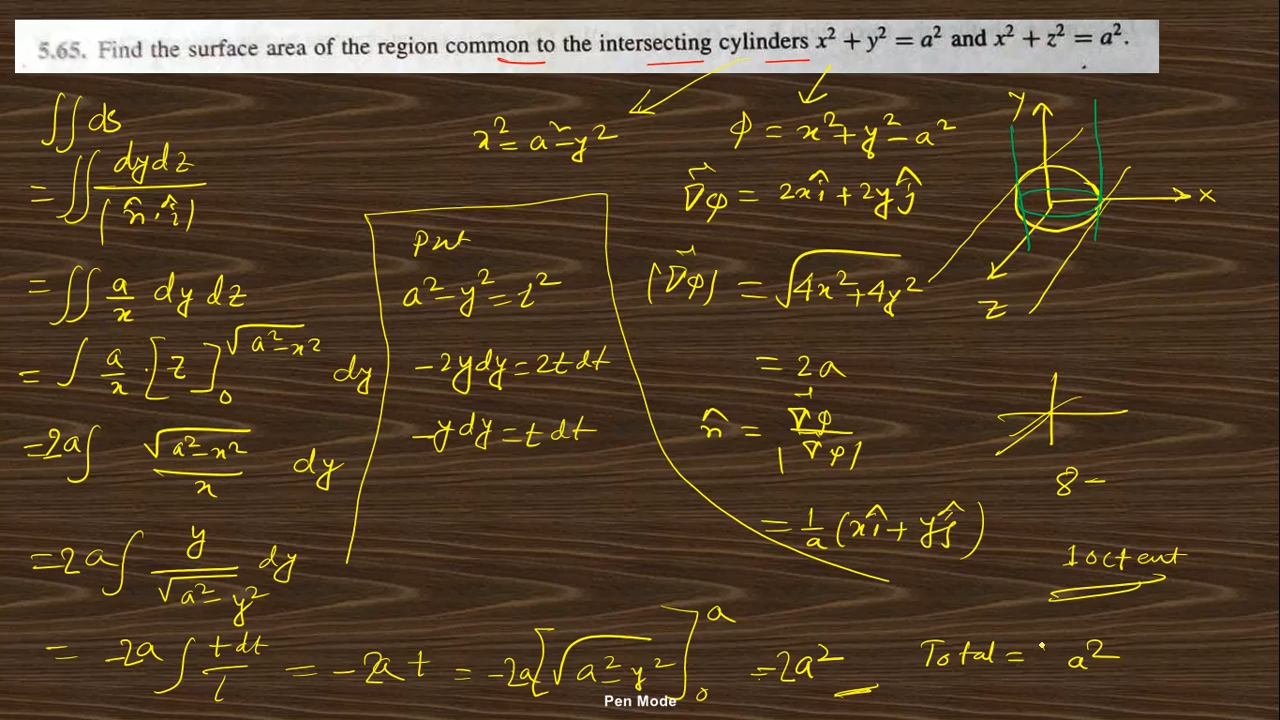 5.65. Find the surface area of the region common to the intersecting cylinders x² + y² = a² and x² + z² = a².
∬ ds
= ∬ dydz / |n̂·î|
= ∬ a/x dy dz
= ∫ a/x · [z]₀^√(a²-x²) dy
= 2a ∫ √(a²-x²) / x dy
= 2a ∫ y / √(a²-y²) dy
= -2a ∫ t dt / t = -2a t = -2a [√(a²-y²)]₀^a = 2a²
x² = a² - y²
put
a² - y² = t²
-2y dy = 2t dt
-y dy = t dt
φ = x² + y² - a²
∇φ = 2xî + 2yĵ
|∇φ| = √(4x² + 4y²)
= 2a
n̂ = ∇φ / |∇φ|
= 1/a (xî + yĵ)
Y
X
Z
8 -
1 octent
Total = a²
Pen Mode